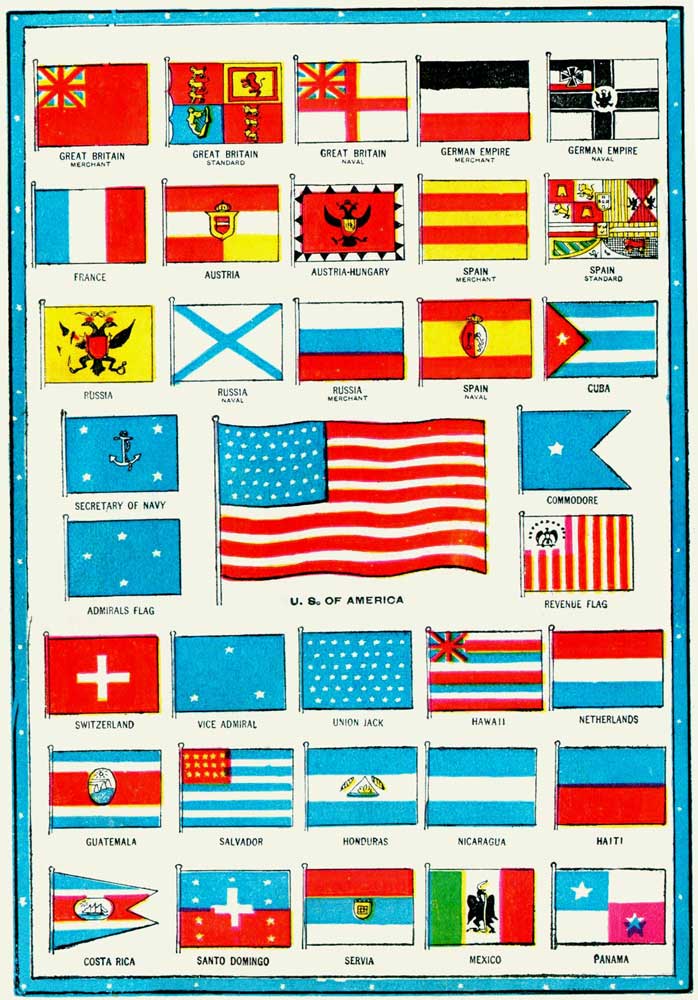 GREAT BRITAIN
MERCHANT
GREAT BRITAIN
STANDARD
GREAT BRITAIN
NAVAL
GERMAN EMPIRE
MERCHANT
GERMAN EMPIRE
NAVAL
FRANCE
AUSTRIA
AUSTRIA-HUNGARY
SPAIN
MERCHANT
SPAIN
STANDARD
RUSSIA
RUSSIA
NAVAL
RUSSIA
MERCHANT
SPAIN
NAVAL
CUBA
SECRETARY OF NAVY
COMMODORE
ADMIRALS FLAG
U. S. OF AMERICA
REVENUE FLAG
SWITZERLAND
VICE ADMIRAL
UNION JACK
HAWAII
NETHERLANDS
GUATEMALA
SALVADOR
HONDURAS
NICARAGUA
HAITI
COSTA RICA
SANTO DOMINGO
SERVIA
MEXICO
PANAMA